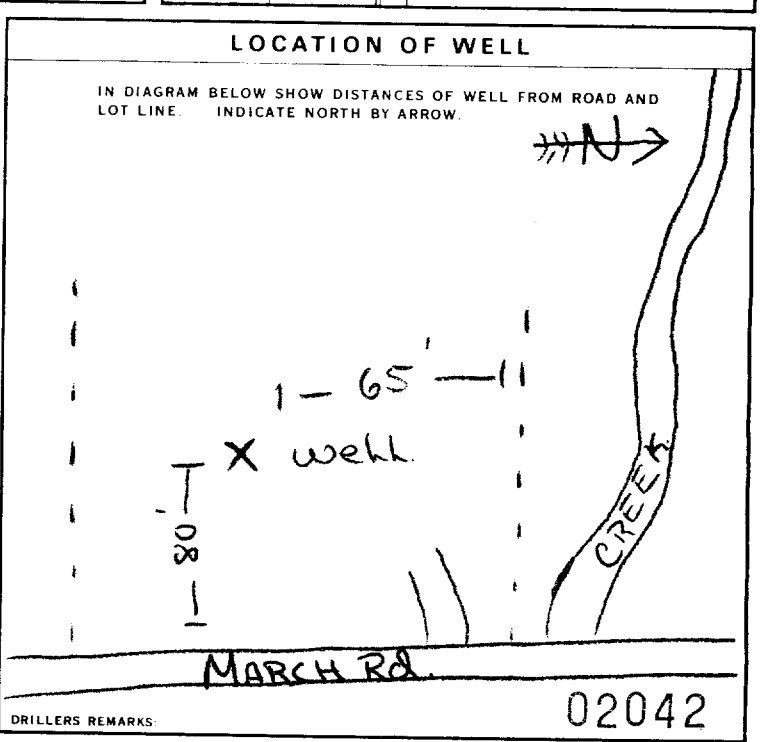 LOCATION OF WELL
IN DIAGRAM BELOW SHOW DISTANCES OF WELL FROM ROAD AND
LOT LINE. INDICATE NORTH BY ARROW.
N
65'
X well.
80'
CREEK
MARCH Rd.
DRILLERS REMARKS:
02042